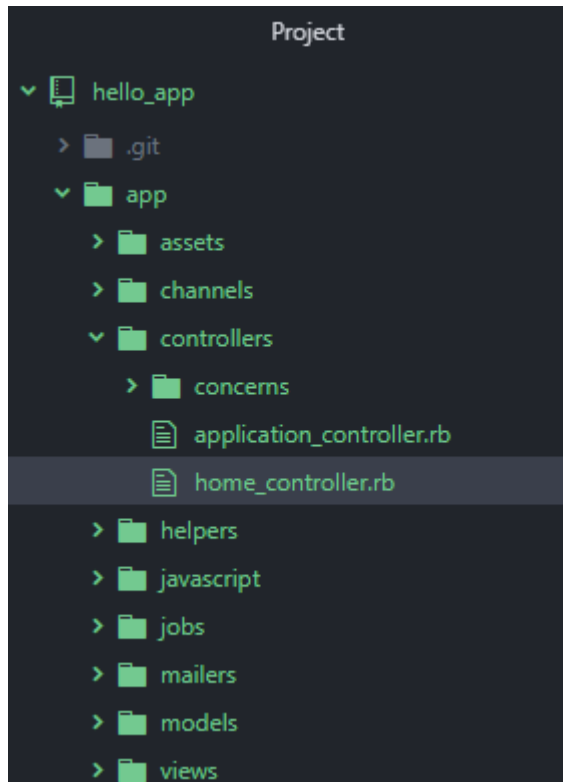 Project
hello_app
.git
app
assets
channels
controllers
concerns
application_controller.rb
home_controller.rb
helpers
javascript
jobs
mailers
models
views